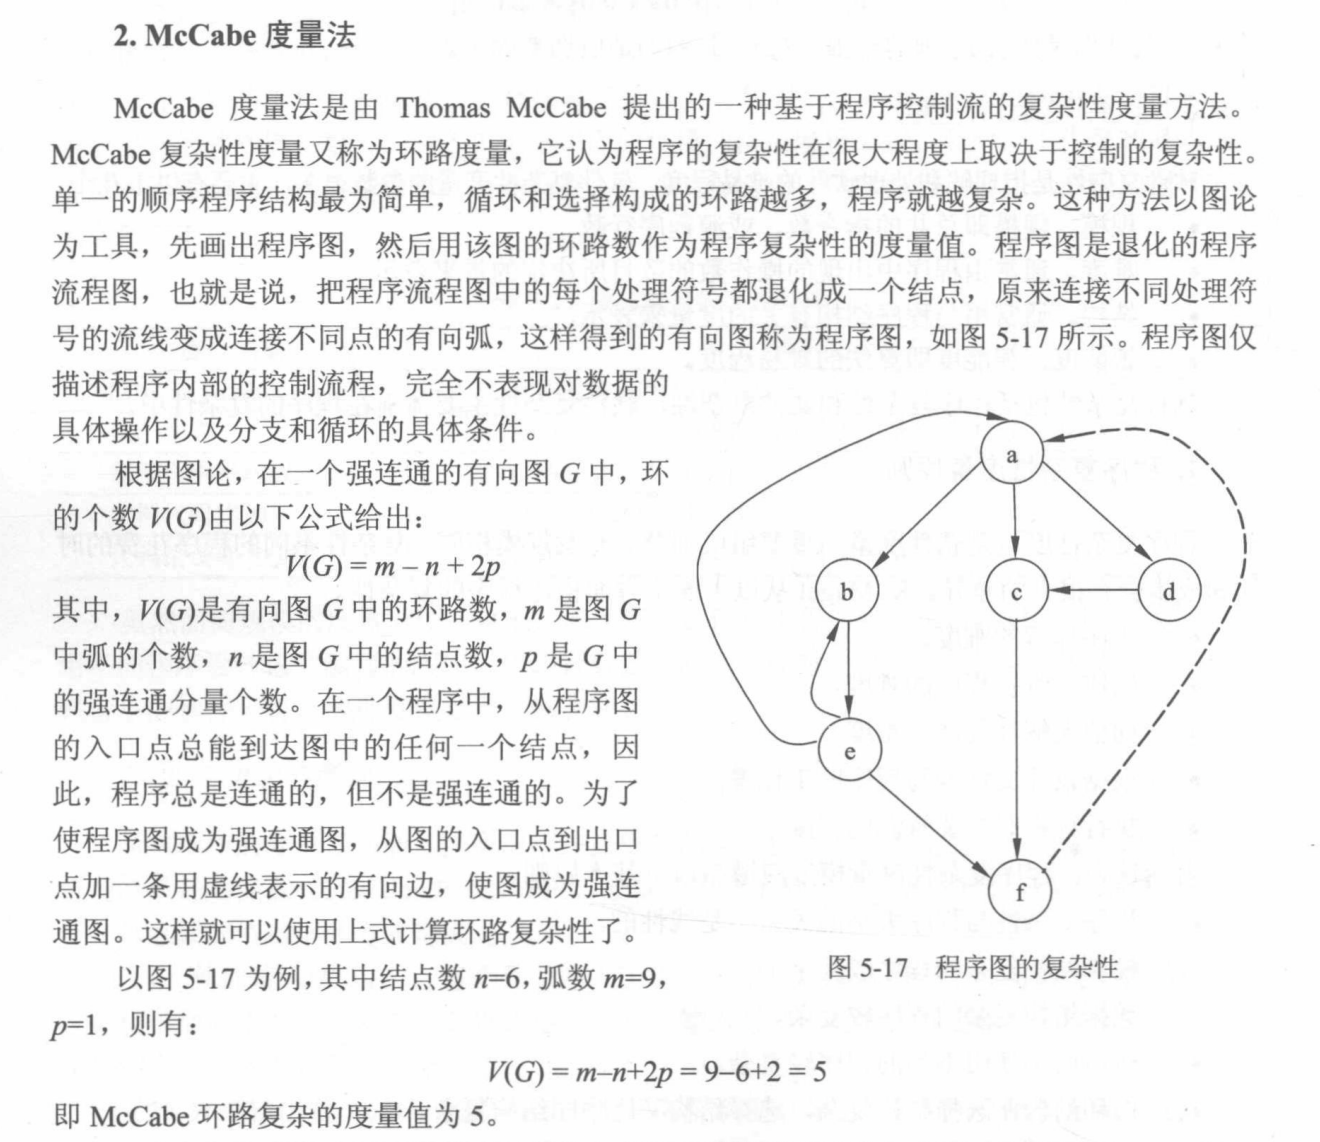 2. McCabe 度量法
McCabe 度量法是由 Thomas McCabe 提出的一种基于程序控制流的复杂性度量方法。
McCabe 复杂性度量又称为环路度量，它认为程序的复杂性在很大程度上取决于控制的复杂性。
单一的顺序程序结构最为简单，循环和选择构成的环路越多，程序就越复杂。这种方法以图论
为工具，先画出程序图，然后用该图的环路数作为程序复杂性的度量值。程序图是退化的程序
流程图，也就是说，把程序流程图中的每个处理符号都退化成一个结点，原来连接不同处理符
号的流线变成连接不同点的有向弧，这样得到的有向图称为程序图，如图 5-17 所示。程序图仅
描述程序内部的控制流程，完全不表现对数据的
具体操作以及分支和循环的具体条件。
根据图论，在一个强连通的有向图 G 中，环
的个数 V(G)由以下公式给出：
V(G) = m – n + 2p
其中，V(G)是有向图 G 中的环路数，m 是图 G
中弧的个数，n 是图 G 中的结点数，p 是 G 中
的强连通分量个数。在一个程序中，从程序图
的入口点总能到达图中的任何一个结点，因
此，程序总是连通的，但不是强连通的。为了
使程序图成为强连通图，从图的入口点到出口
点加一条用虚线表示的有向边，使图成为强连
通图。这样就可以使用上式计算环路复杂性了。
以图 5-17 为例，其中结点数 n=6，弧数 m=9，
p=1，则有：
V(G) = m–n+2p = 9–6+2 = 5
即 McCabe 环路复杂的度量值为 5。
a
b
c
d
e
f
图 5-17 程序图的复杂性